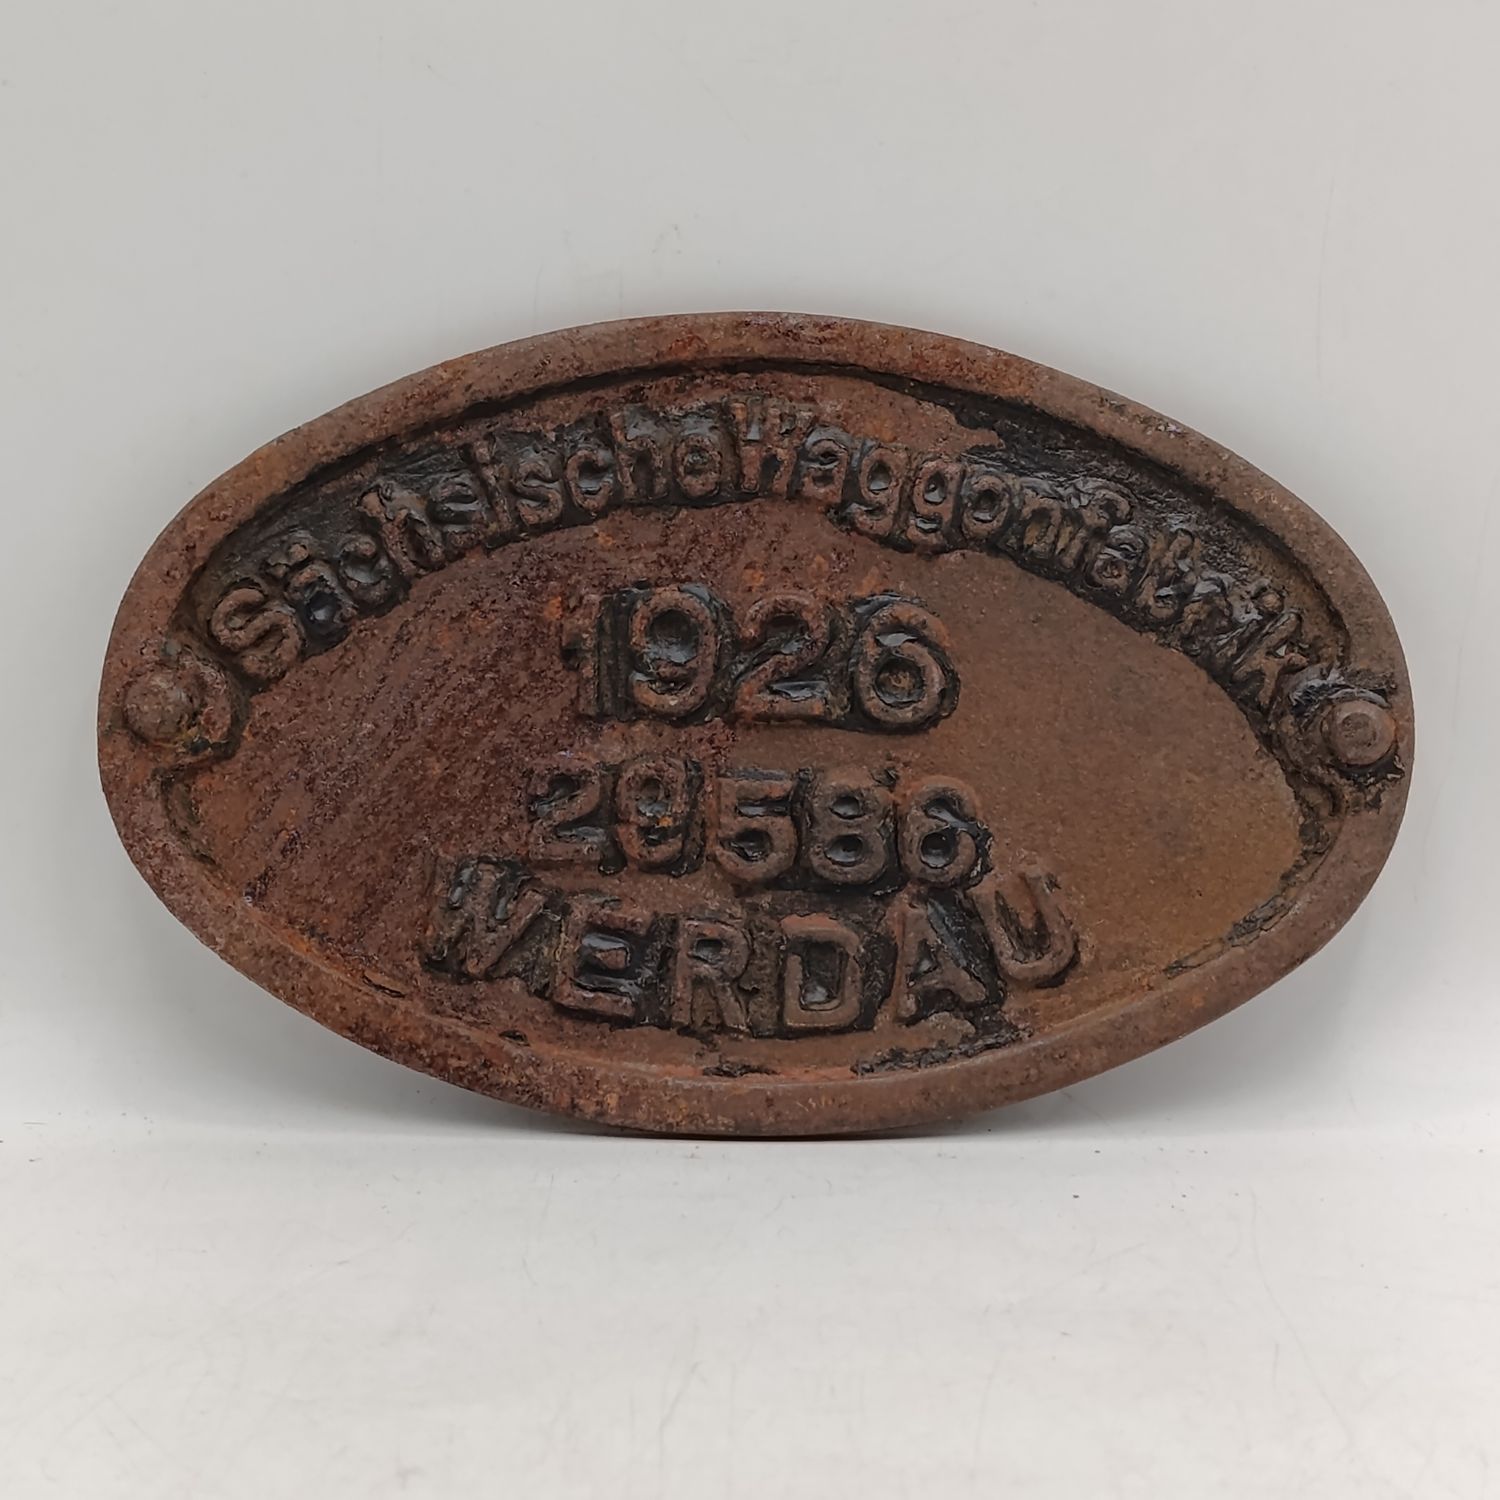 Sächsische Waggonfabrik
1926
29586
WERDAU